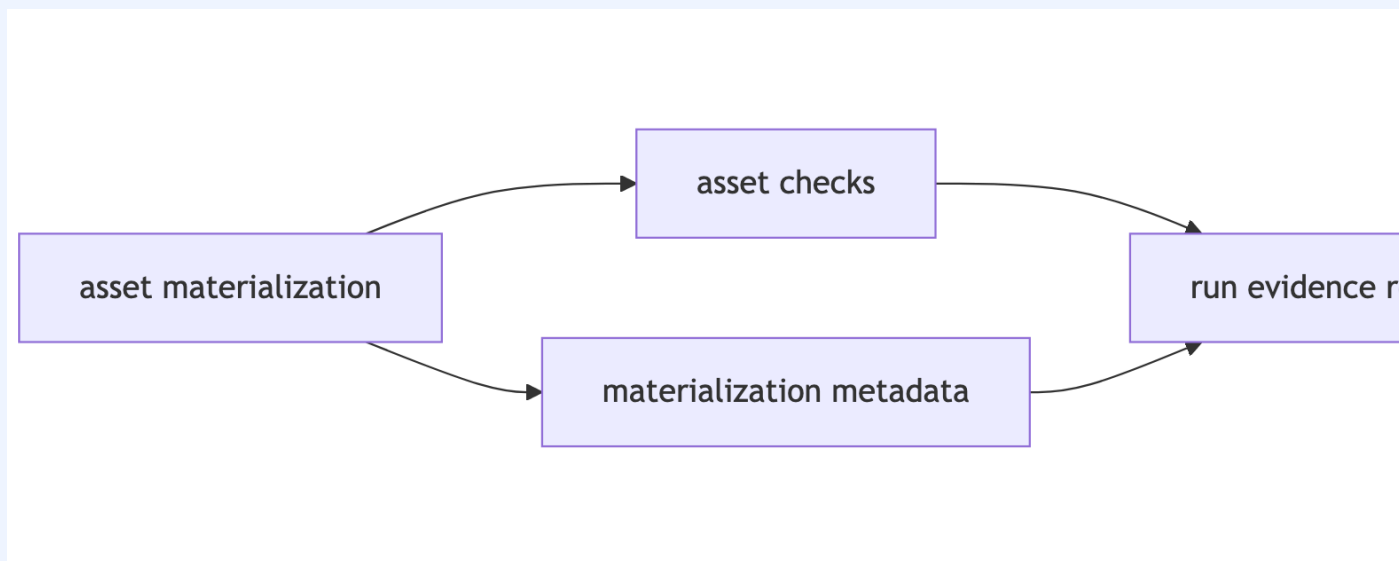 asset checks
asset materialization
run evidence
materialization metadata